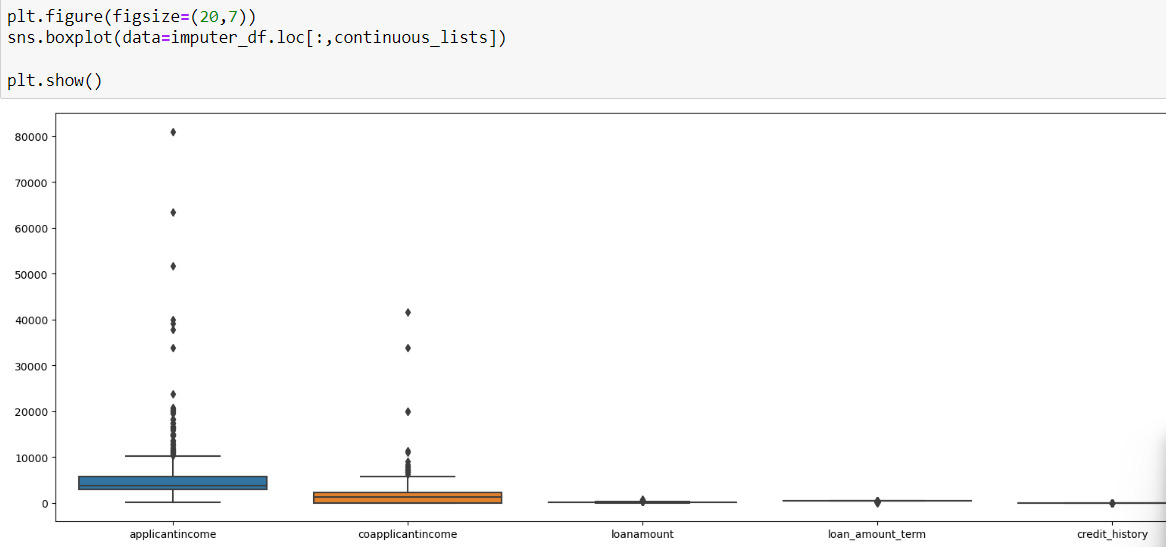 plt.figure(figsize=(20,7))
sns.boxplot(data=imputer_df.loc[:,continuous_lists])
plt.show()
80000
70000
60000
50000
40000
30000
20000
10000
0
applicantincome coapplicantincome loanamount loan_amount_term credit_history